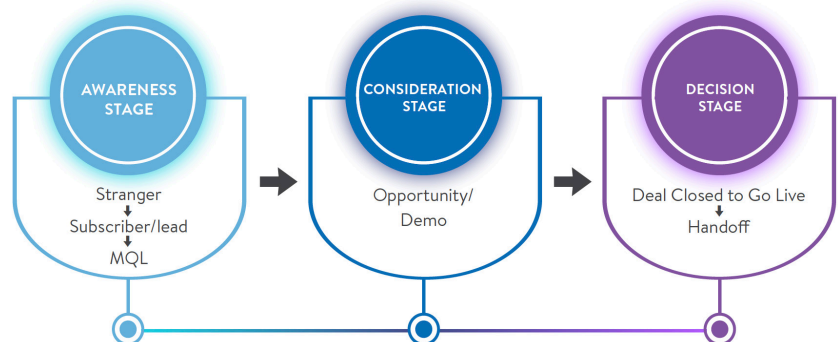 AWARENESS
STAGE
Stranger
Subscriber/lead
MQL
CONSIDERATION
STAGE
Opportunity/
Demo
DECISION
STAGE
Deal Closed to Go Live
Handoff